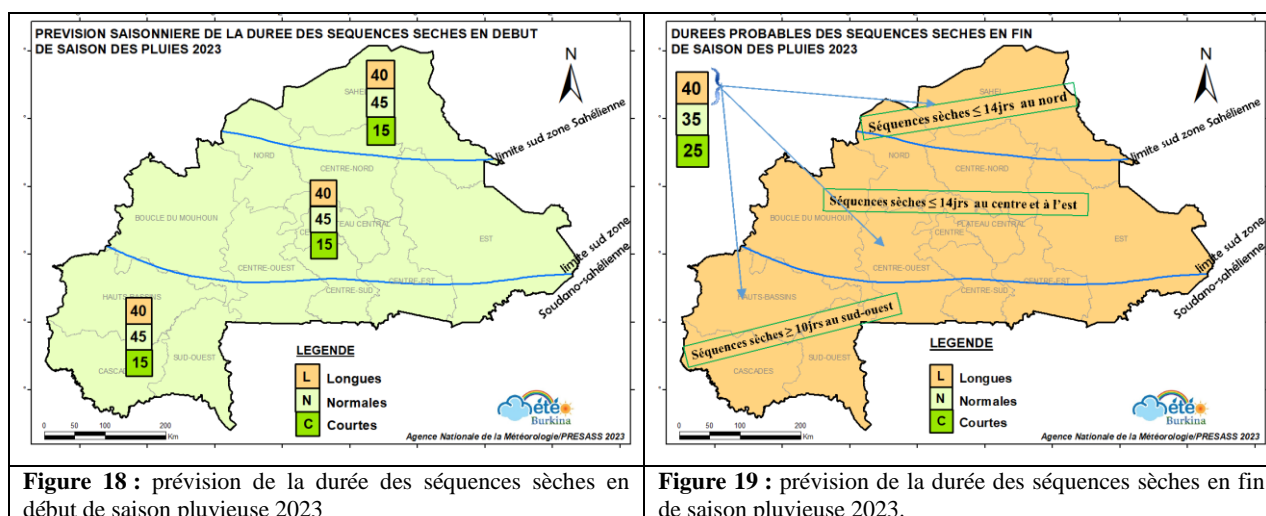 PREVISION SAISONNIERE DE LA DUREE DES SEQUENCES SECHES EN DEBUT
DE SAISON DES PLUIES 2023
N
40
45
15
SAHEL
limite sud zone Sahélienne
NORD
CENTRE-NORD
40
45
15
BOUCLE DU MOUHOUN
PLATEAU CENTRAL
EST
limite sud zone
Soudano-sahélienne
CENTRE-OUEST
CENTRE-EST
CENTRE-SUD
HAUTS-BASSINS
40
45
15
SUD-OUEST
CASCADES
LEGENDE
L Longues
N Normales
C Courtes
été
Burkina
0 50 100 200
Km
Agence Nationale de la Météorologie/PRESASS 2023
Figure 18 : prévision de la durée des séquences sèches en
début de saison pluvieuse 2023
DUREES PROBABLES DES SEQUENCES SECHES EN FIN
DE SAISON DES PLUIES 2023
N
40
35
25
SAHEL
Séquences sèches ≤ 14jrs au nord
limite sud zone Sahélienne
NORD
CENTRE-NORD
Séquences sèches ≤ 14jrs au centre et à l'est
BOUCLE DU MOUHOUN
PLATEAU CENTRAL
CENTRE
EST
limite sud zone
Soudano-sahélienne
CENTRE-OUEST
CENTRE-EST
CENTRE-SUD
HAUTS-BASSINS
Séquences sèches ≥ 10jrs au sud-ouest
SUD-OUEST
CASCADES
LEGENDE
L Longues
N Normales
C Courtes
été
Burkina
0 50 100 200
Km
Agence Nationale de la Météorologie/PRESASS 2023
Figure 19 : prévision de la durée des séquences sèches en fin
de saison pluvieuse 2023.